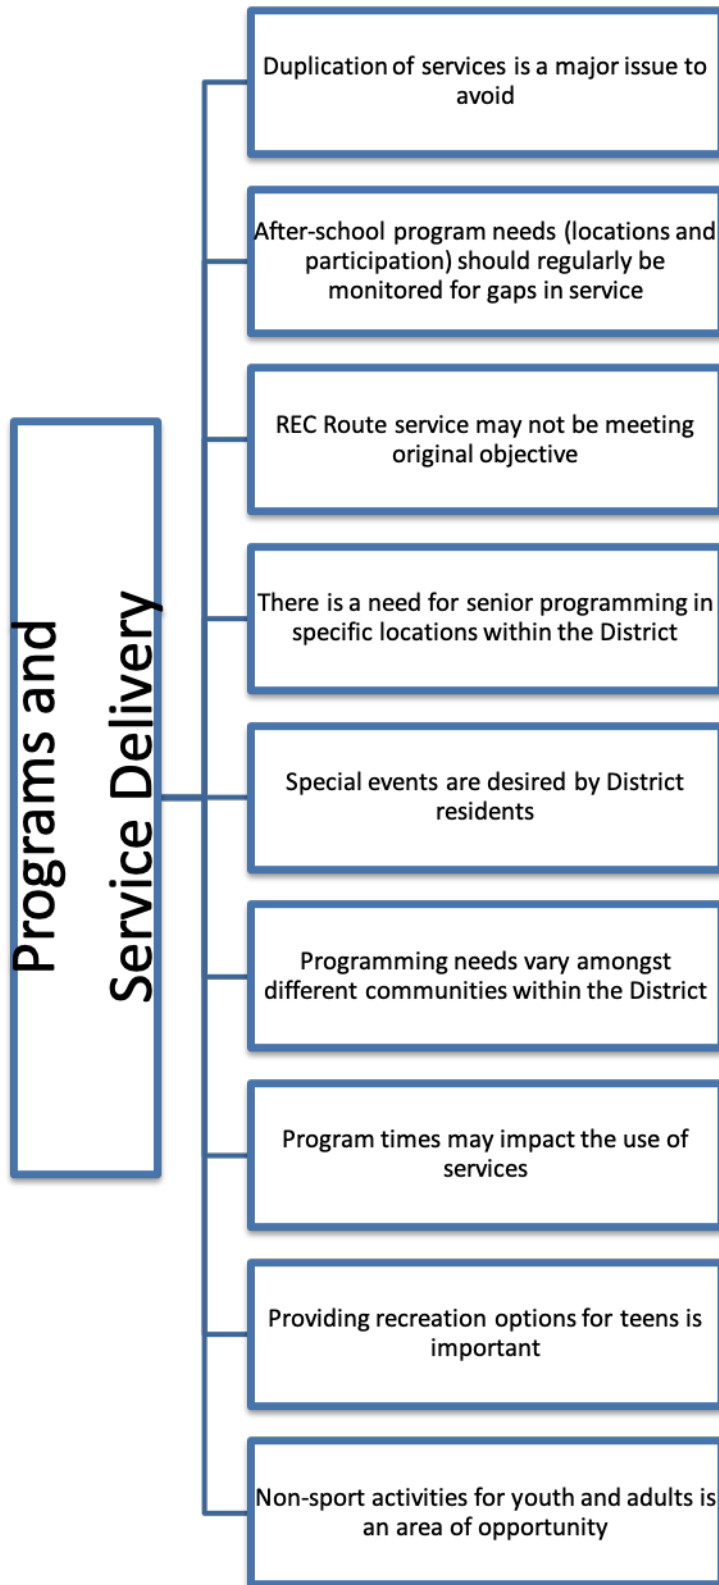 Programs and
Service Delivery
Duplication of services is a major issue to
avoid
After-school program needs (locations and
participation) should regularly be
monitored for gaps in service
REC Route service may not be meeting
original objective
There is a need for senior programming in
specific locations within the District
Special events are desired by District
residents
Programming needs vary amongst
different communities within the District
Program times may impact the use of
services
Providing recreation options for teens is
important
Non-sport activities for youth and adults is
an area of opportunity